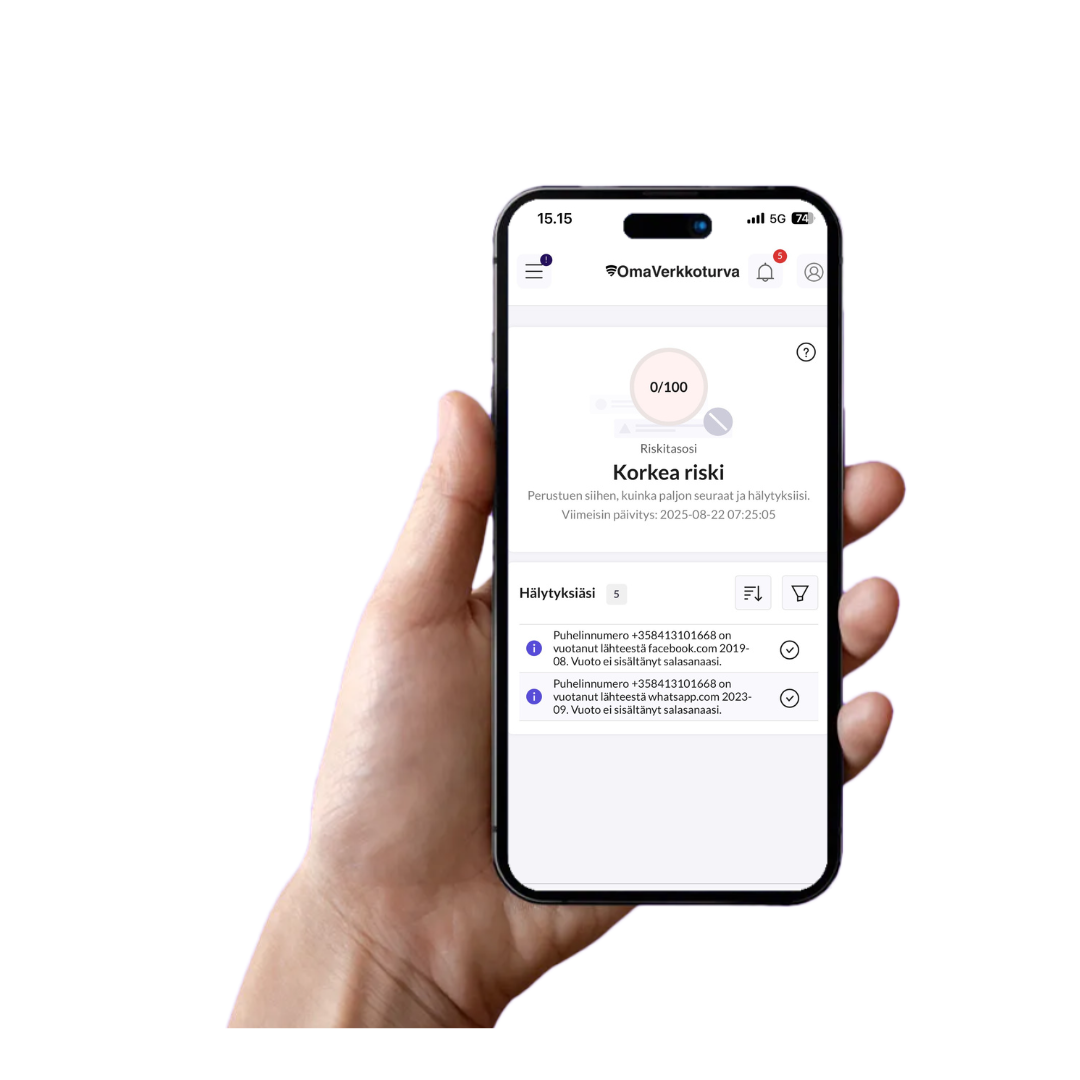 15.15
5G 74
!
OmaVerkkoturva
5
?
0/100
Riskitasosi
Korkea riski
Perustuen siihen, kuinka paljon seuraat ja hälytyksiisi.
Viimeisin päivitys: 2025-08-22 07:25:05
Hälytyksiäsi 5
Puhelinnumero +358413101668 on
vuotanut lähteestä facebook.com 2019-
08. Vuoto ei sisältänyt salasanaasi.
Puhelinnumero +358413101668 on
vuotanut lähteestä whatsapp.com 2023-
09. Vuoto ei sisältänyt salasanaasi.